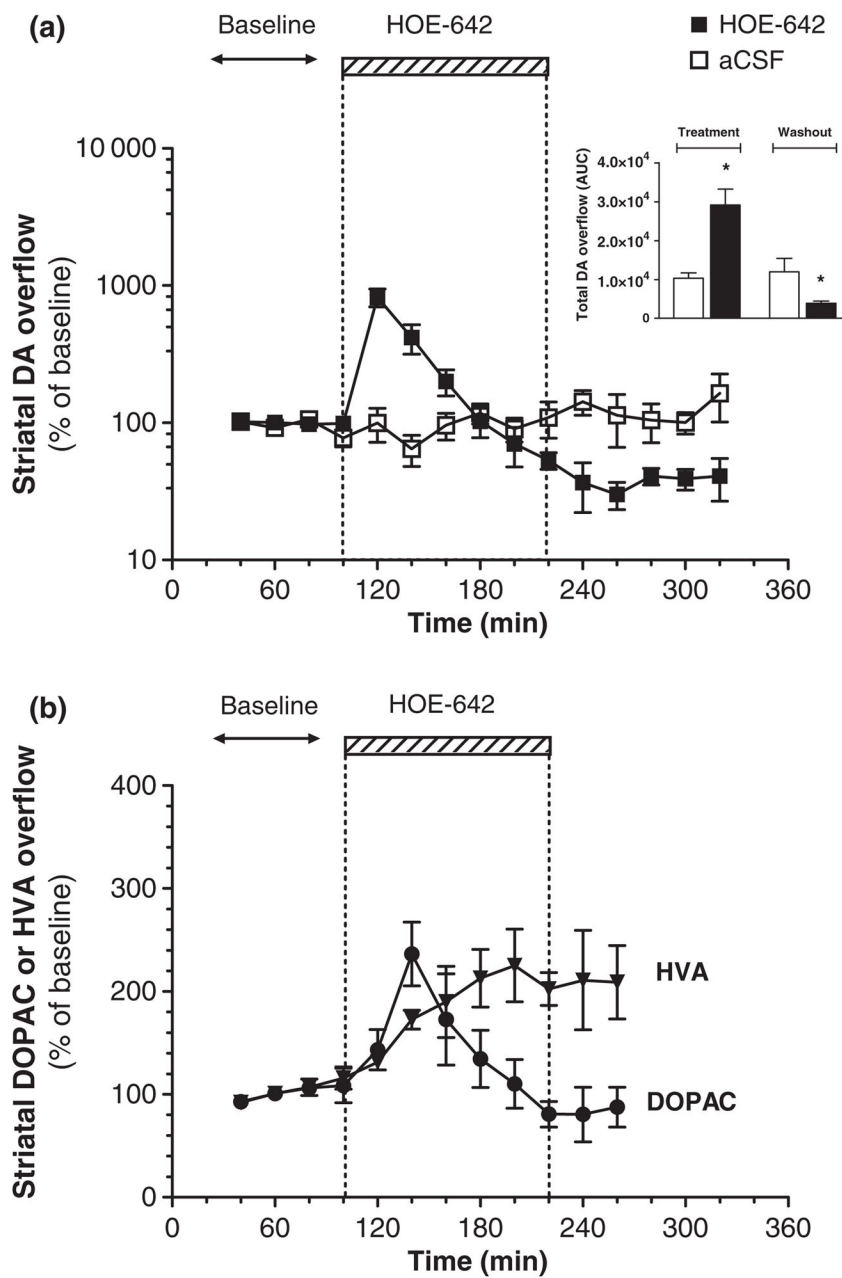 (a)
Baseline
HOE-642
HOE-642
aCSF
Striatal DA overflow
(% of baseline)
10 000
1000
100
10
0
60
120
180
240
300
360
Time (min)
Treatment
Washout
Total DA overflow (AUC)
4.0×10⁴
3.0×10⁴
2.0×10⁴
1.0×10⁴
0
*
*
(b)
Baseline
HOE-642
Striatal DOPAC or HVA overflow
(% of baseline)
400
300
200
100
0
HVA
DOPAC
0
60
120
180
240
300
360
Time (min)